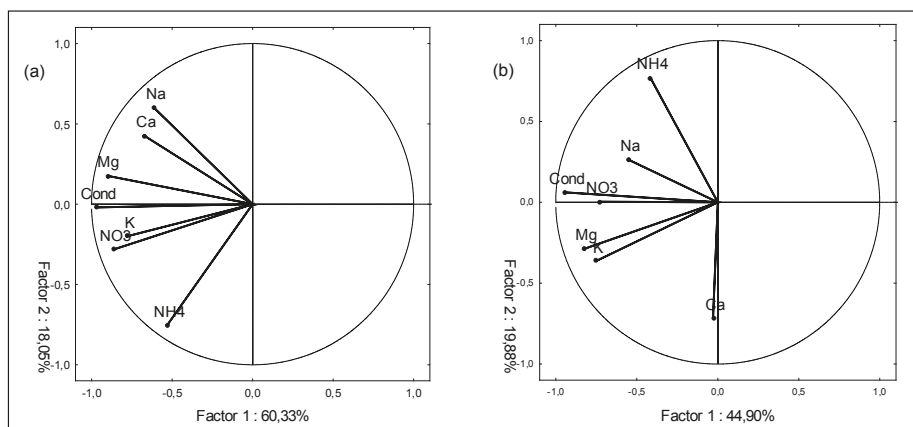 (a)
1,0
0,5
0,0
-0,5
-1,0
Na
Ca
Mg
Cond
K
NO3
NH4
Factor 2 : 18,05%
-1,0
-0,5
0,0
0,5
1,0
Factor 1 : 60,33%
(b)
1,0
0,5
0,0
-0,5
-1,0
NH4
Na
Cond
NO3
Mg
K
Ca
Factor 2 : 19,88%
-1,0
-0,5
0,0
0,5
1,0
Factor 1 : 44,90%